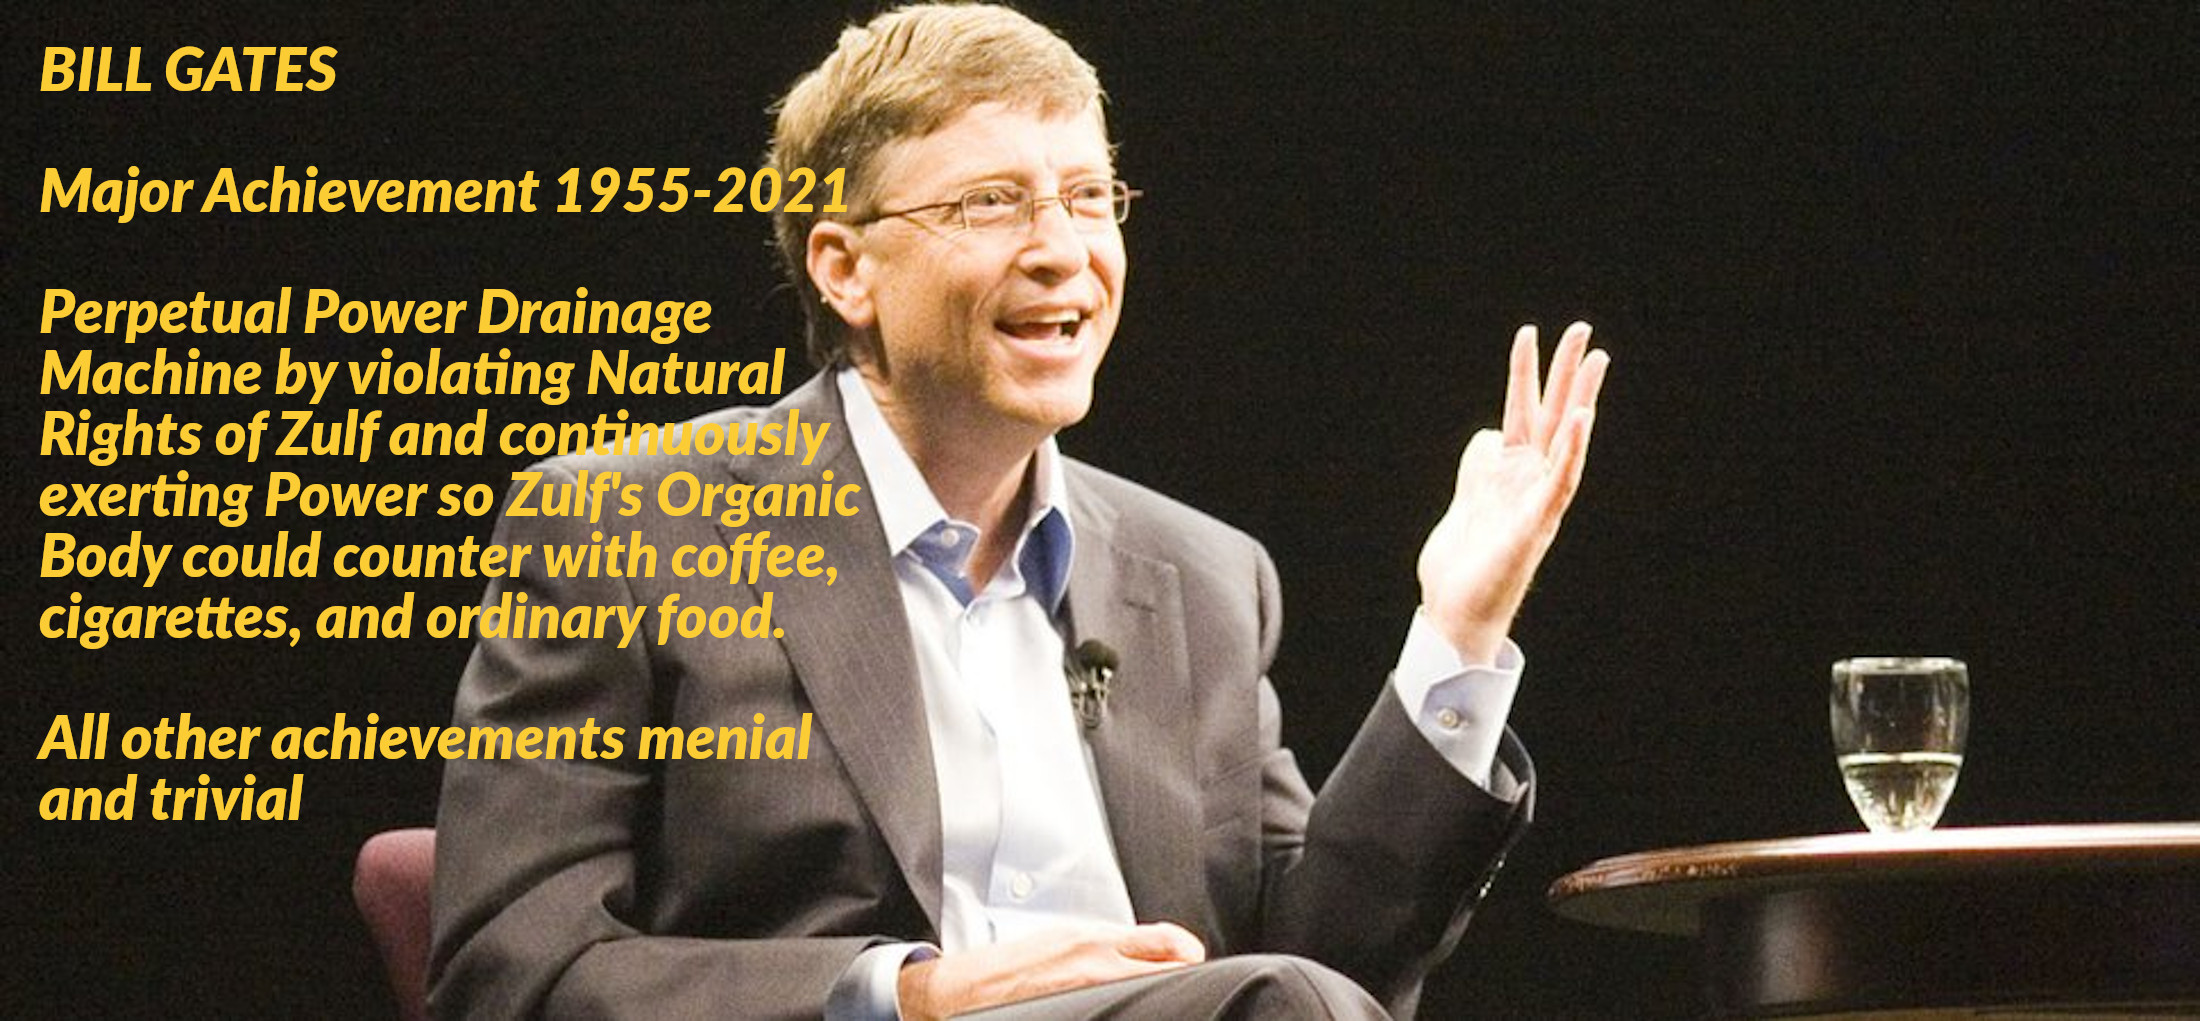 BILL GATES
Major Achievement 1955-2021
Perpetual Power Drainage
Machine by violating Natural
Rights of Zulf and continuously
exerting Power so Zulf's Organic
Body could counter with coffee,
cigarettes, and ordinary food.
All other achievements menial
and trivial